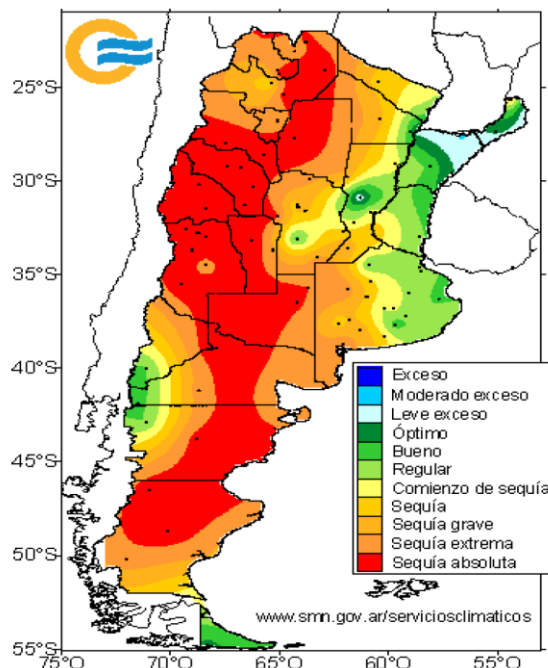 25°S
30°S
35°S
40°S
45°S
50°S
55°S
75°O
70°O
65°O
60°O
55°O
Exceso
Moderado exceso
Leve exceso
Óptimo
Bueno
Regular
Comienzo de sequía
Sequía
Sequía grave
Sequía extrema
Sequía absoluta
www.smn.gov.ar/serviciosclimaticos